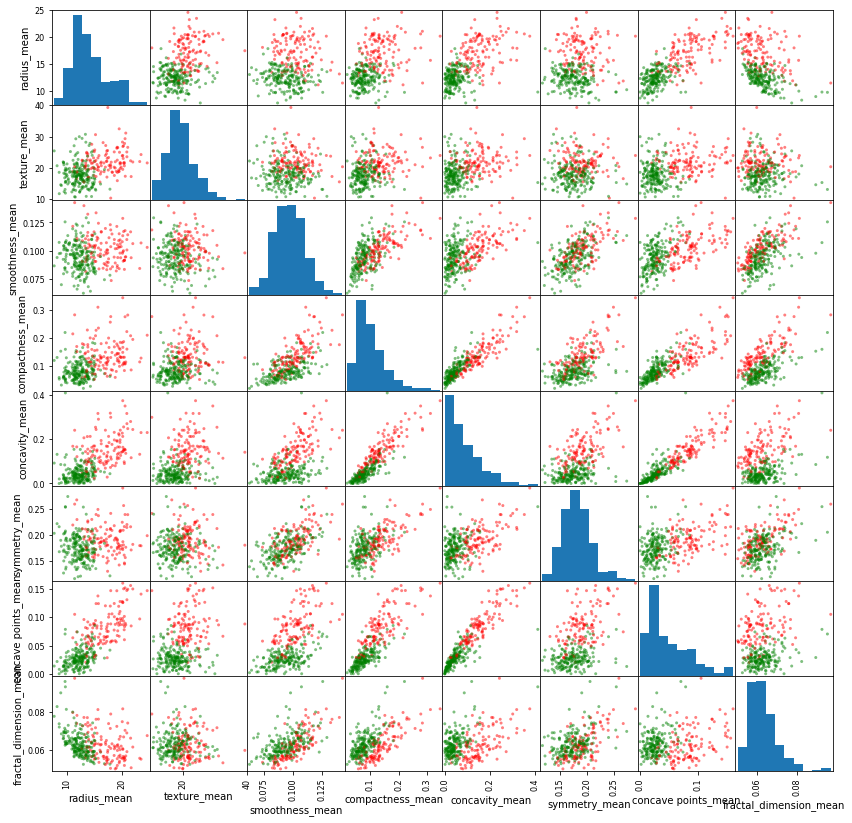 25
20
15
10
radius_mean
40
30
20
10
texture_mean
0.125
0.100
0.075
smoothness_mean
0.3
0.2
0.1
compactness_mean
0.4
0.2
0.0
concavity_mean
0.25
0.20
0.15
symmetry_mean
0.15
0.10
0.05
0.00
concave points_mean
0.08
0.06
fractal_dimension_mean
10
20
radius_mean
20
40
texture_mean
0.075
0.100
0.125
smoothness_mean
0.1
0.2
0.3
compactness_mean
0.0
0.2
0.4
concavity_mean
0.15
0.20
0.25
symmetry_mean
0.0
0.1
concave points_mean
0.06
0.08
fractal_dimension_mean